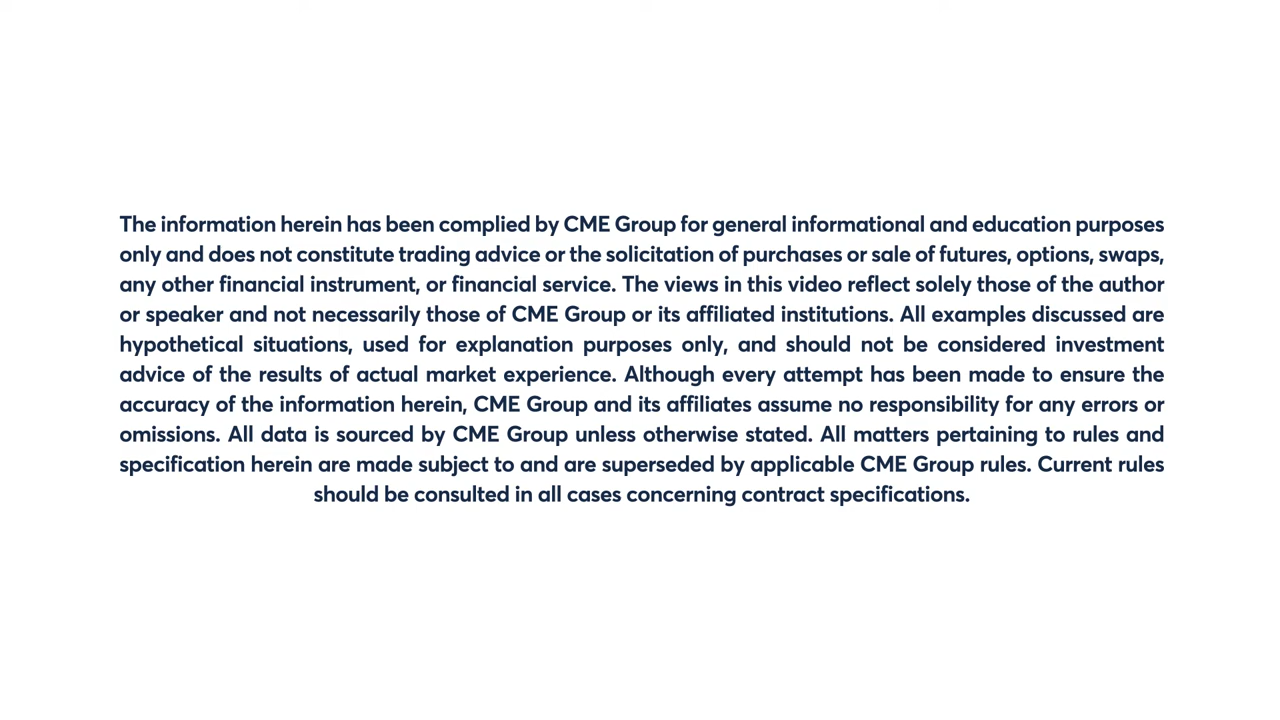 The information herein has been complied by CME Group for general informational and education purposes
only and does not constitute trading advice or the solicitation of purchases or sale of futures, options, swaps,
any other financial instrument, or financial service. The views in this video reflect solely those of the author
or speaker and not necessarily those of CME Group or its affiliated institutions. All examples discussed are
hypothetical situations, used for explanation purposes only, and should not be considered investment
advice of the results of actual market experience. Although every attempt has been made to ensure the
accuracy of the information herein, CME Group and its affiliates assume no responsibility for any errors or
omissions. All data is sourced by CME Group unless otherwise stated. All matters pertaining to rules and
specification herein are made subject to and are superseded by applicable CME Group rules. Current rules
should be consulted in all cases concerning contract specifications.